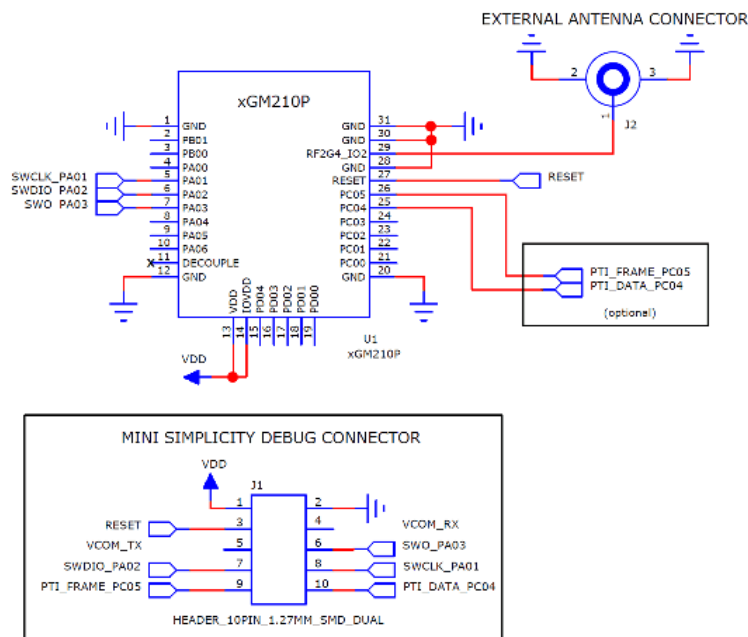 EXTERNAL ANTENNA CONNECTOR
2
3
1
J2
xGM210P
1 GND
2 PB01
3 PB00
4 PA00
SWCLK_PA01 5 PA01
SWDIO_PA02 6 PA02
SWO_PA03 7 PA03
8 PA04
9 PA05
10 PA06
11 DECOUPLE
12 GND
GND 31
GND 30
RF2G4_IO2 29
GND 28
RESET 27 RESET
PC05 26
PC04 25
PC03 24
PC02 23
PC01 22
PC00 21
GND 20
VDD IOVDD PD04 PD03 PD02 PD01 PD00
13 14 15 16 17 18 19
U1
xGM210P
VDD
PTI_FRAME_PC05
PTI_DATA_PC04
(optional)
MINI SIMPLICITY DEBUG CONNECTOR
VDD
J1
1 2
RESET 3 4 VCOM_RX
VCOM_TX 5 6 SWO_PA03
SWDIO_PA02 7 8 SWCLK_PA01
PTI_FRAME_PC05 9 10 PTI_DATA_PC04
HEADER_10PIN_1.27MM_SMD_DUAL